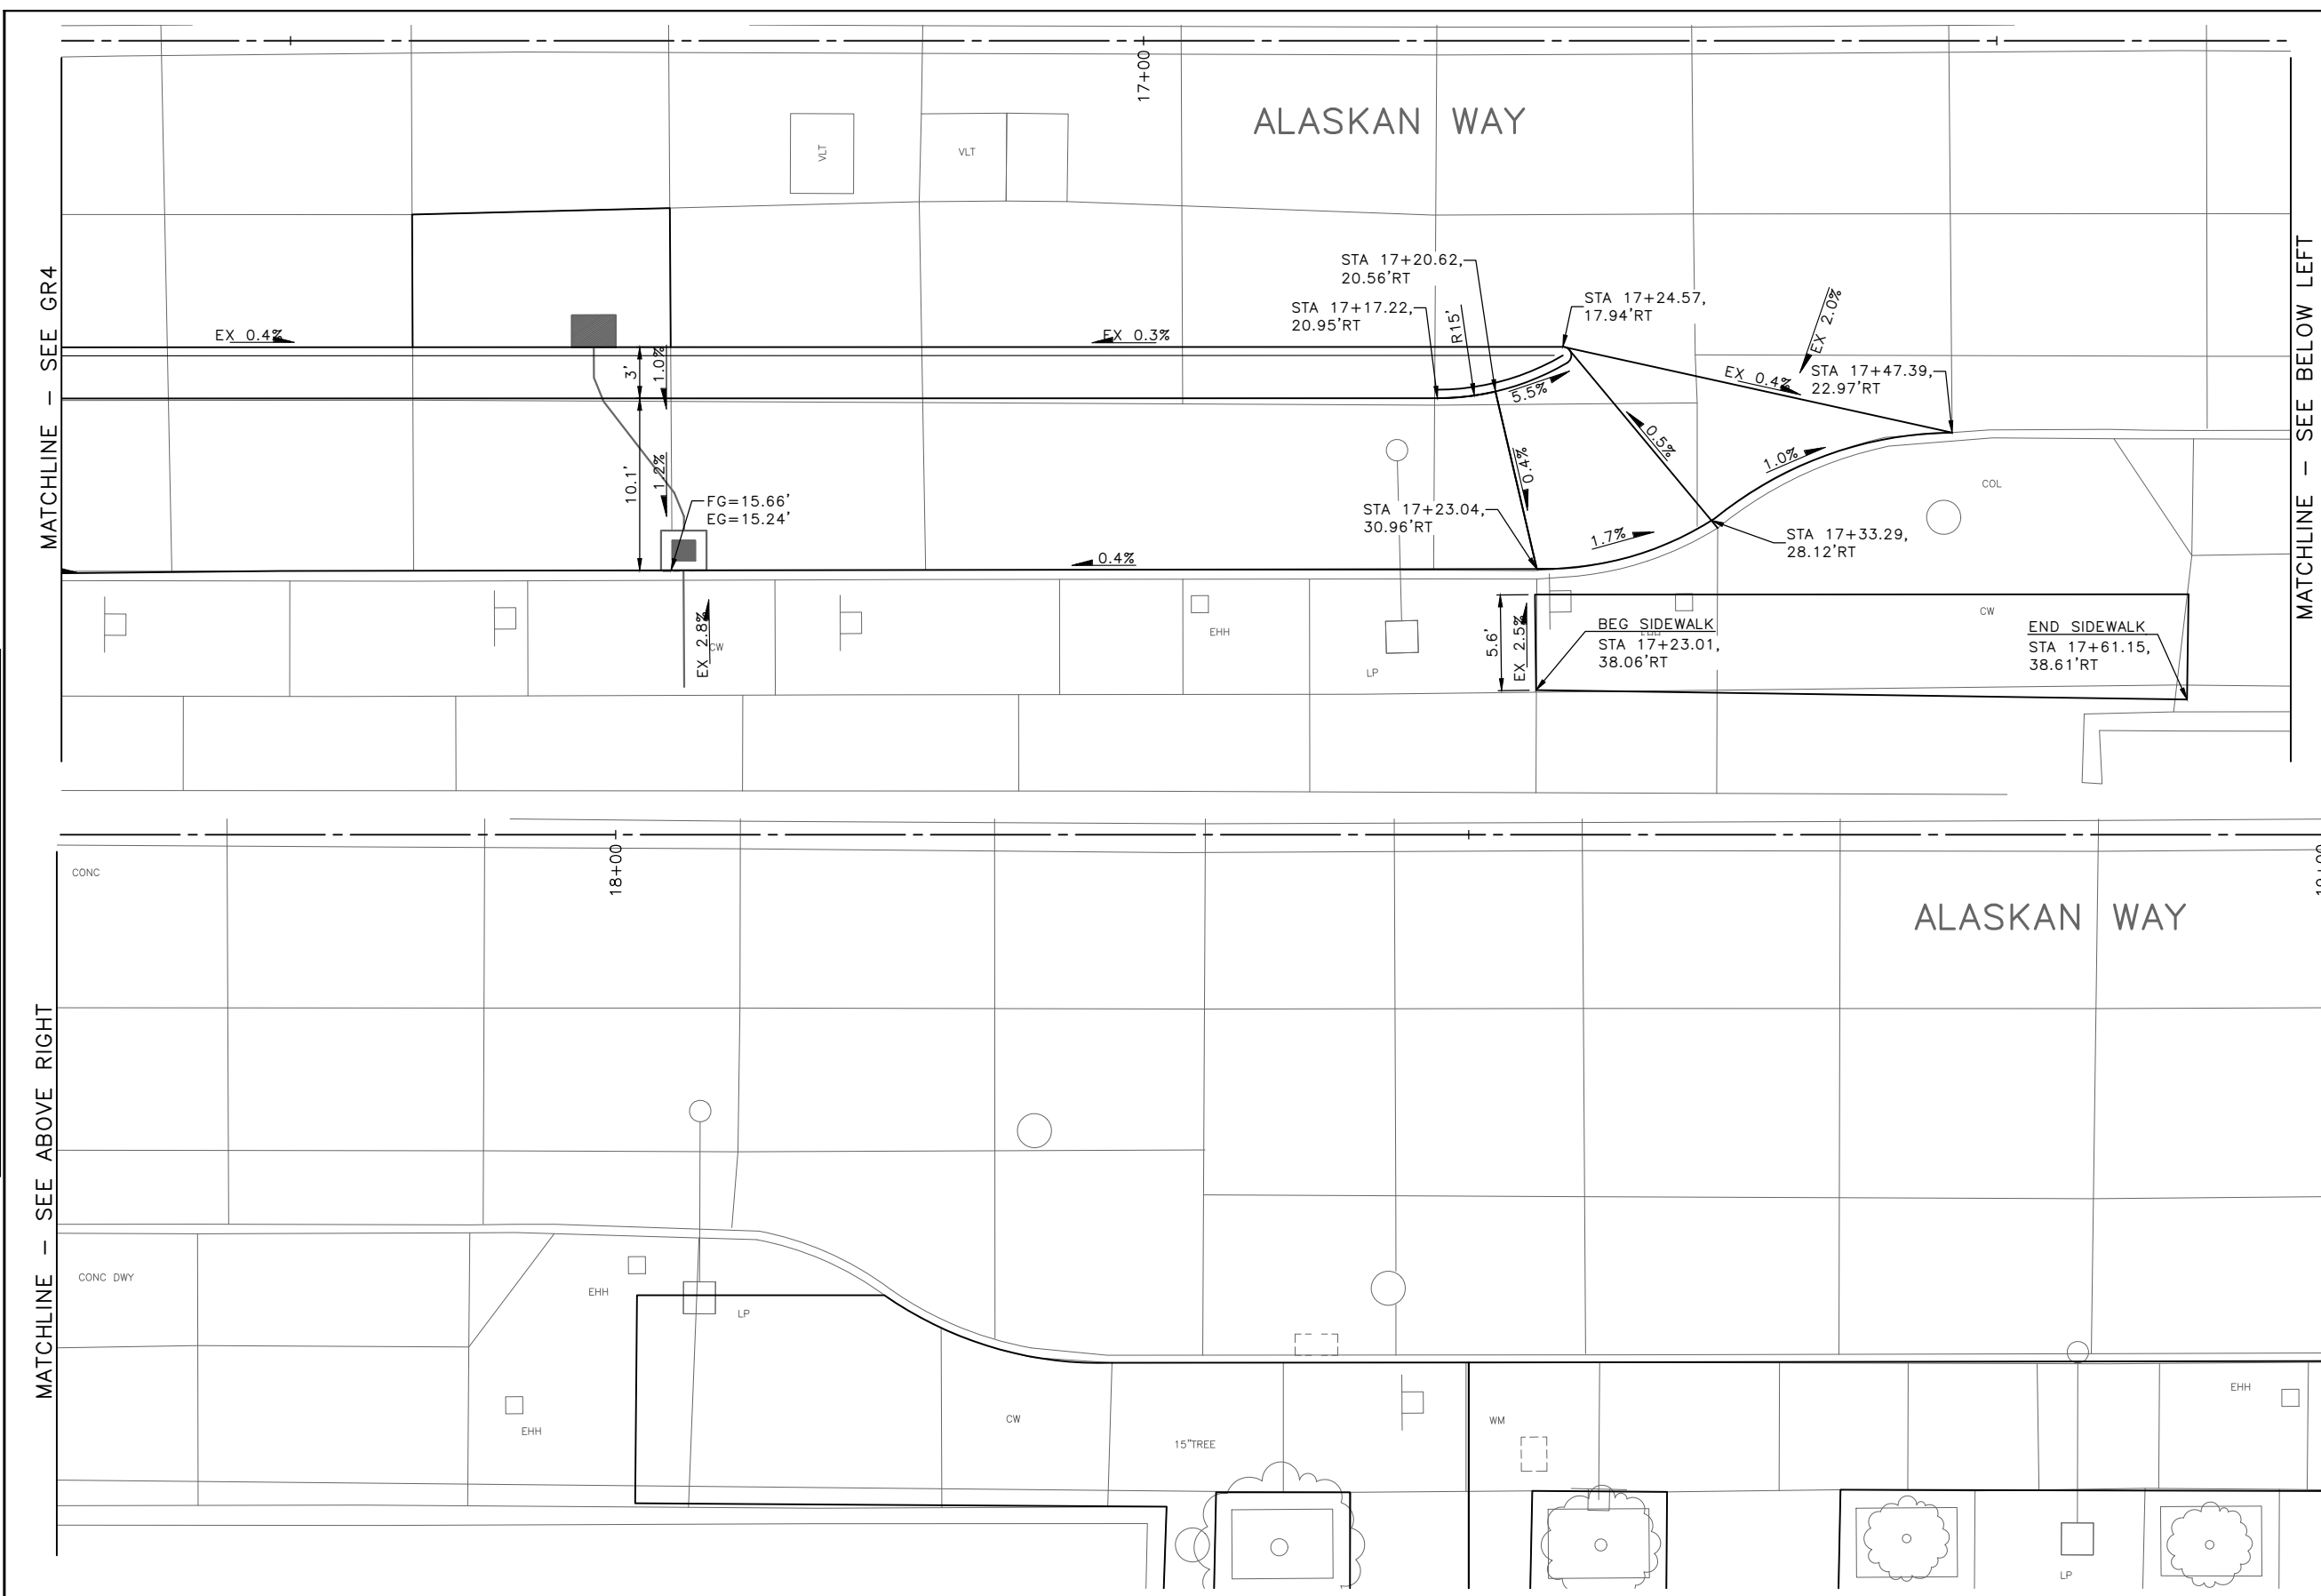 17+00
ALASKAN WAY
VLT
VLT
MATCHLINE – SEE GR4
MATCHLINE – SEE BELOW LEFT
STA 17+20.62,
20.56'RT
STA 17+17.22,
20.95'RT
R15'
STA 17+24.57,
17.94'RT
EX 2.0%
EX 0.4%
EX 0.3%
3'
1.0%
5.5%
EX 0.4%
STA 17+47.39,
22.97'RT
10.1'
1.2%
FG=15.66'
EG=15.24'
0.4%
0.5%
1.0%
COL
STA 17+23.04,
30.96'RT
1.7%
STA 17+33.29,
28.12'RT
0.4%
EX 2.8%
CW
EHH
LP
5.6'
EX 2.5%
BEG SIDEWALK
STA 17+23.01,
38.06'RT
EHH
CW
END SIDEWALK
STA 17+61.15,
38.61'RT
18+00
CONC
ALASKAN WAY
MATCHLINE – SEE ABOVE RIGHT
CONC DWY
EHH
LP
EHH
CW
15"TREE
WM
EHH
LP